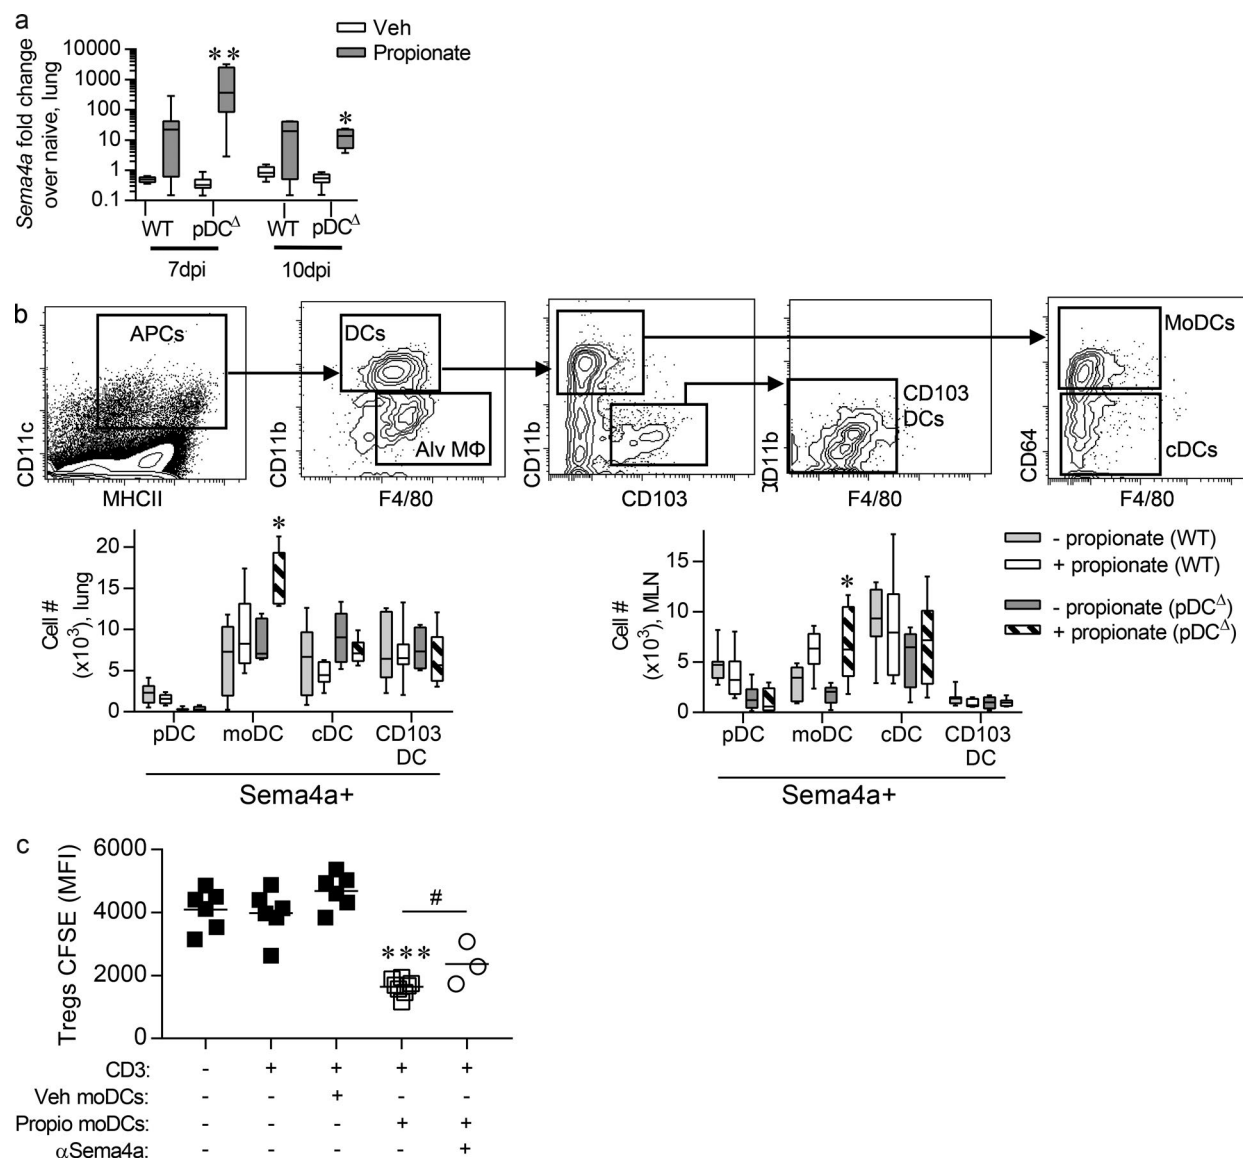 a
Veh
Propionate
Sema4a fold change
over naive, lung
10000
1000
100
10
1
0.1
**
*
WT pDCΔ WT pDCΔ
7dpi 10dpi
b
APCs
CD11c
MHCII
DCs
Alv MΦ
CD11b
F4/80
CD11b
CD103
CD103
DCs
CD11b
F4/80
MoDCs
cDCs
CD64
F4/80
Cell #
(x10³), lung
20
15
10
5
0
*
pDC moDC cDC CD103
DC
Sema4a+
Cell #
(x10³), MLN
15
10
5
0
*
pDC moDC cDC CD103
DC
Sema4a+
- propionate (WT)
+ propionate (WT)
- propionate (pDCΔ)
+ propionate (pDCΔ)
c
Tregs CFSE (MFI)
6000
4000
2000
0
***
#
CD3: - + + + +
Veh moDCs: - - + - -
Propio moDCs: - - - + +
αSema4a: - - - - +